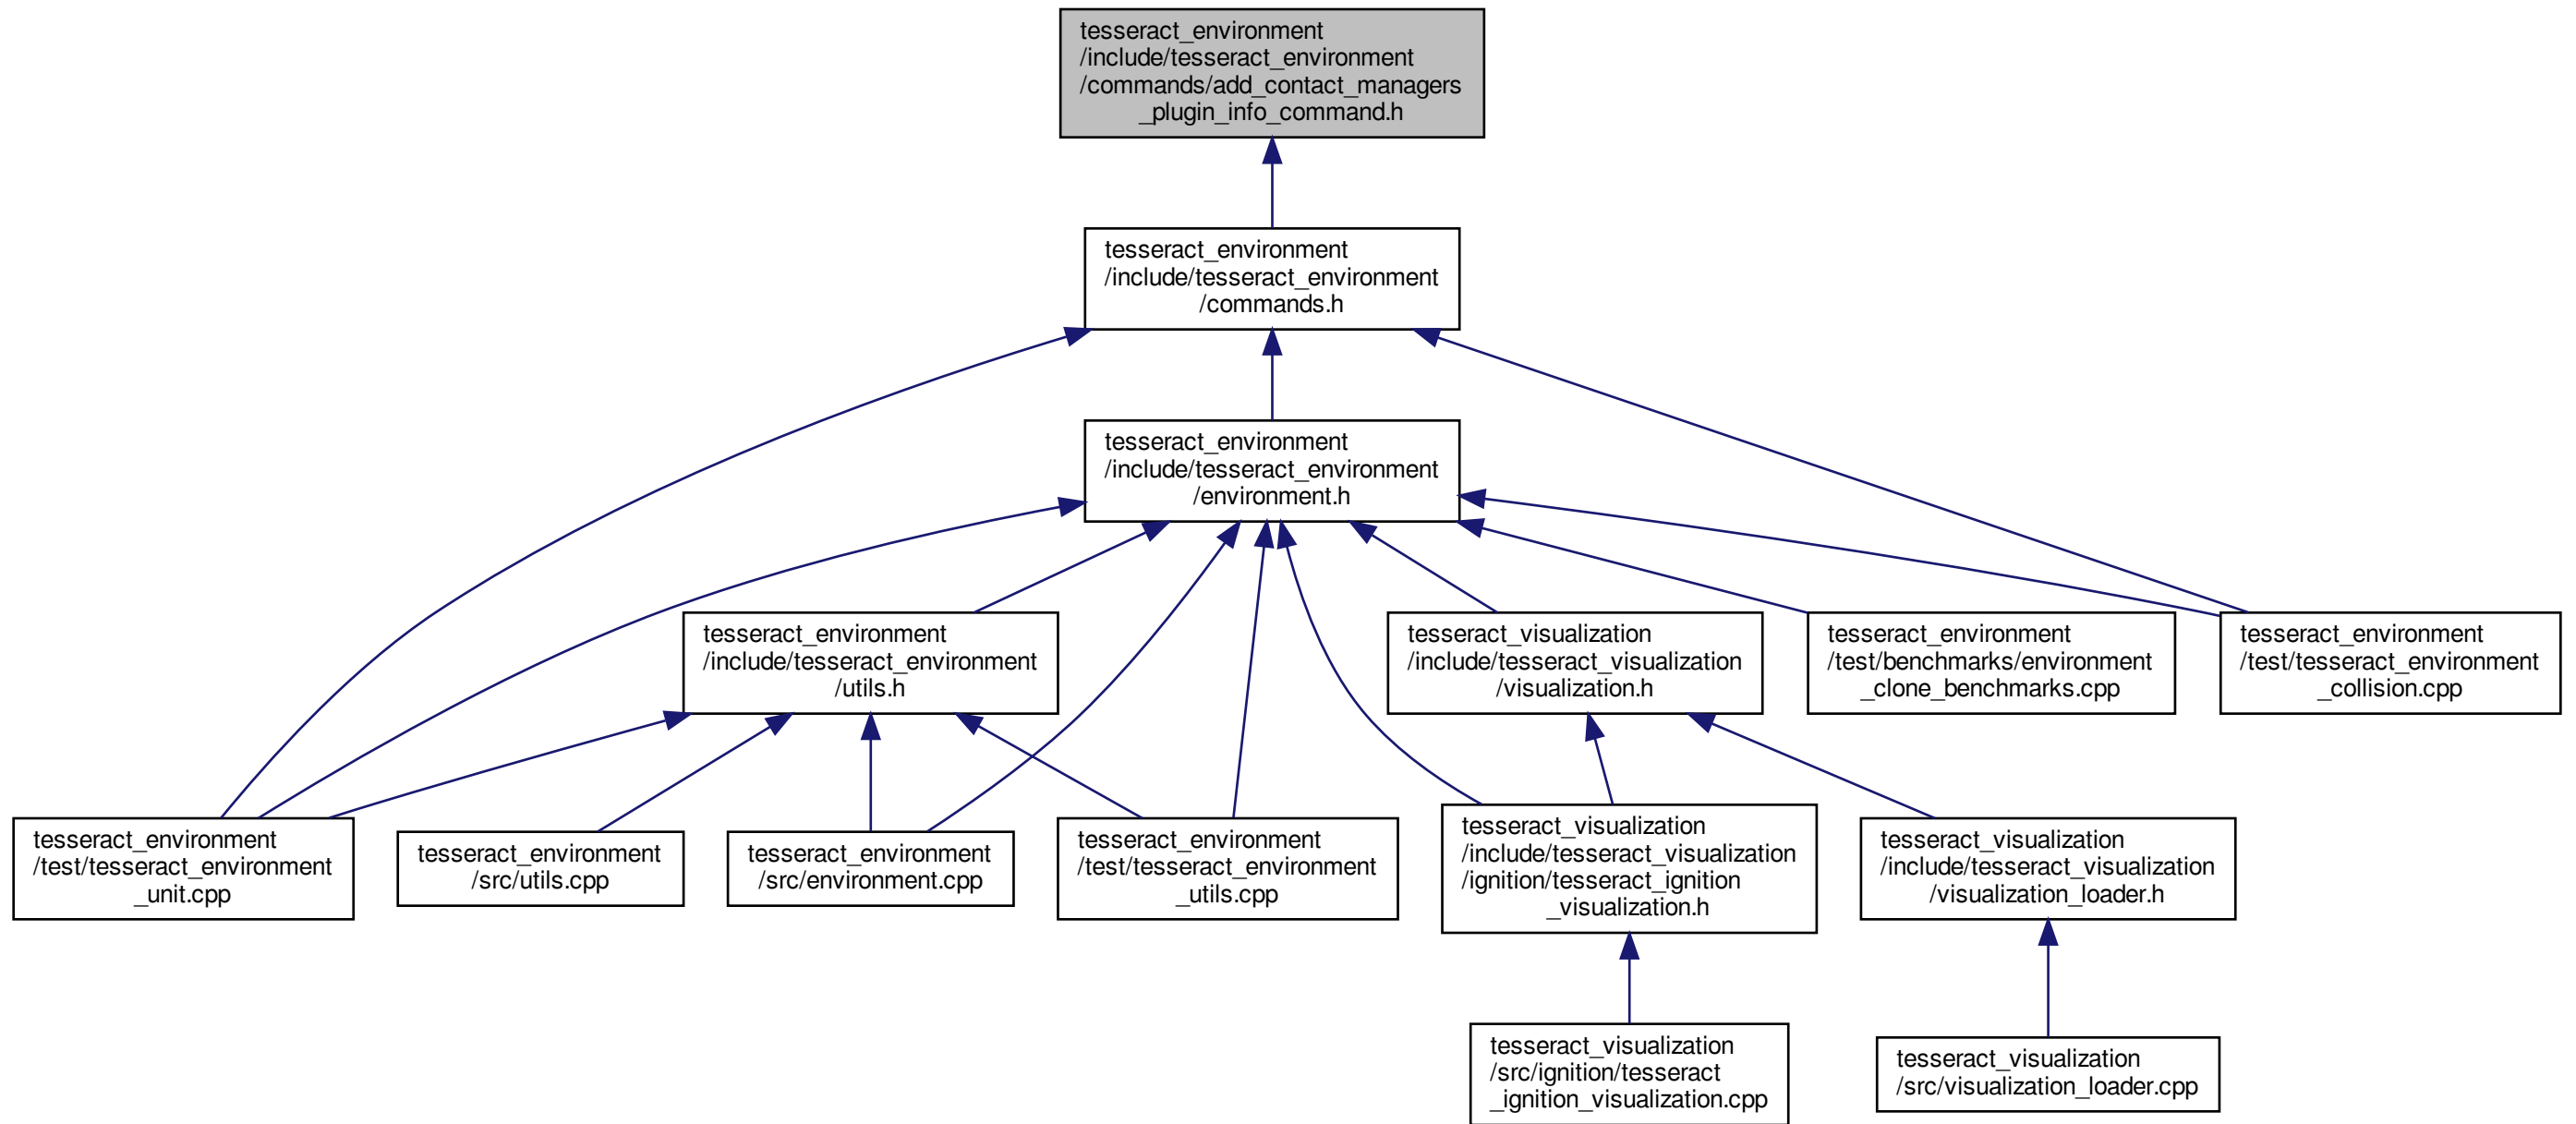 tesseract_environment
/include/tesseract_environment
/commands/add_contact_managers
_plugin_info_command.h
tesseract_environment
/include/tesseract_environment
/commands.h
tesseract_environment
/include/tesseract_environment
/environment.h
tesseract_environment
/include/tesseract_environment
/utils.h
tesseract_visualization
/include/tesseract_visualization
/visualization.h
tesseract_environment
/test/benchmarks/environment
_clone_benchmarks.cpp
tesseract_environment
/test/tesseract_environment
_collision.cpp
tesseract_environment
/test/tesseract_environment
_unit.cpp
tesseract_environment
/src/utils.cpp
tesseract_environment
/src/environment.cpp
tesseract_environment
/test/tesseract_environment
_utils.cpp
tesseract_visualization
/include/tesseract_visualization
/ignition/tesseract_ignition
_visualization.h
tesseract_visualization
/include/tesseract_visualization
/visualization_loader.h
tesseract_visualization
/src/ignition/tesseract
_ignition_visualization.cpp
tesseract_visualization
/src/visualization_loader.cpp